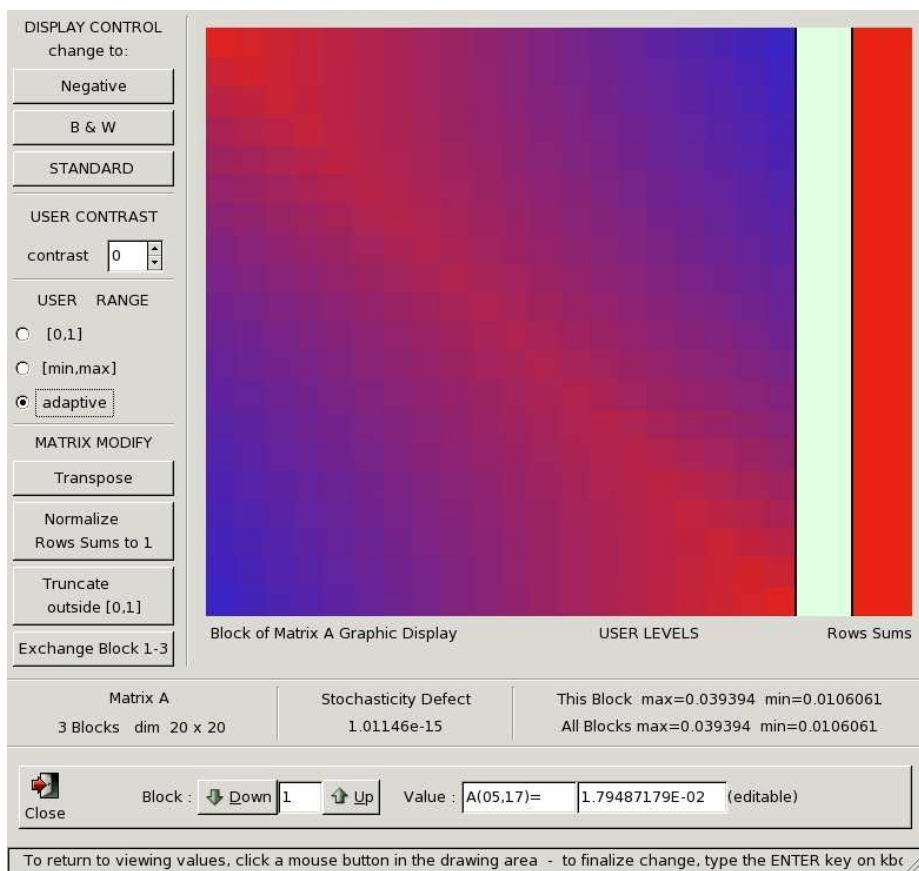 DISPLAY CONTROL
change to:
Negative
B & W
STANDARD
USER CONTRAST
contrast 0
USER RANGE
[0,1]
[min,max]
adaptive
MATRIX MODIFY
Transpose
Normalize
Rows Sums to 1
Truncate
outside [0,1]
Exchange Block 1-3
Block of Matrix A Graphic Display USER LEVELS Rows Sums
Matrix A
3 Blocks dim 20 x 20
Stochasticity Defect
1.01146e-15
This Block max=0.039394 min=0.0106061
All Blocks max=0.039394 min=0.0106061
Close
Block : Down 1 Up Value : A(05,17)= 1.79487179E-02 (editable)
To return to viewing values, click a mouse button in the drawing area - to finalize change, type the ENTER key on